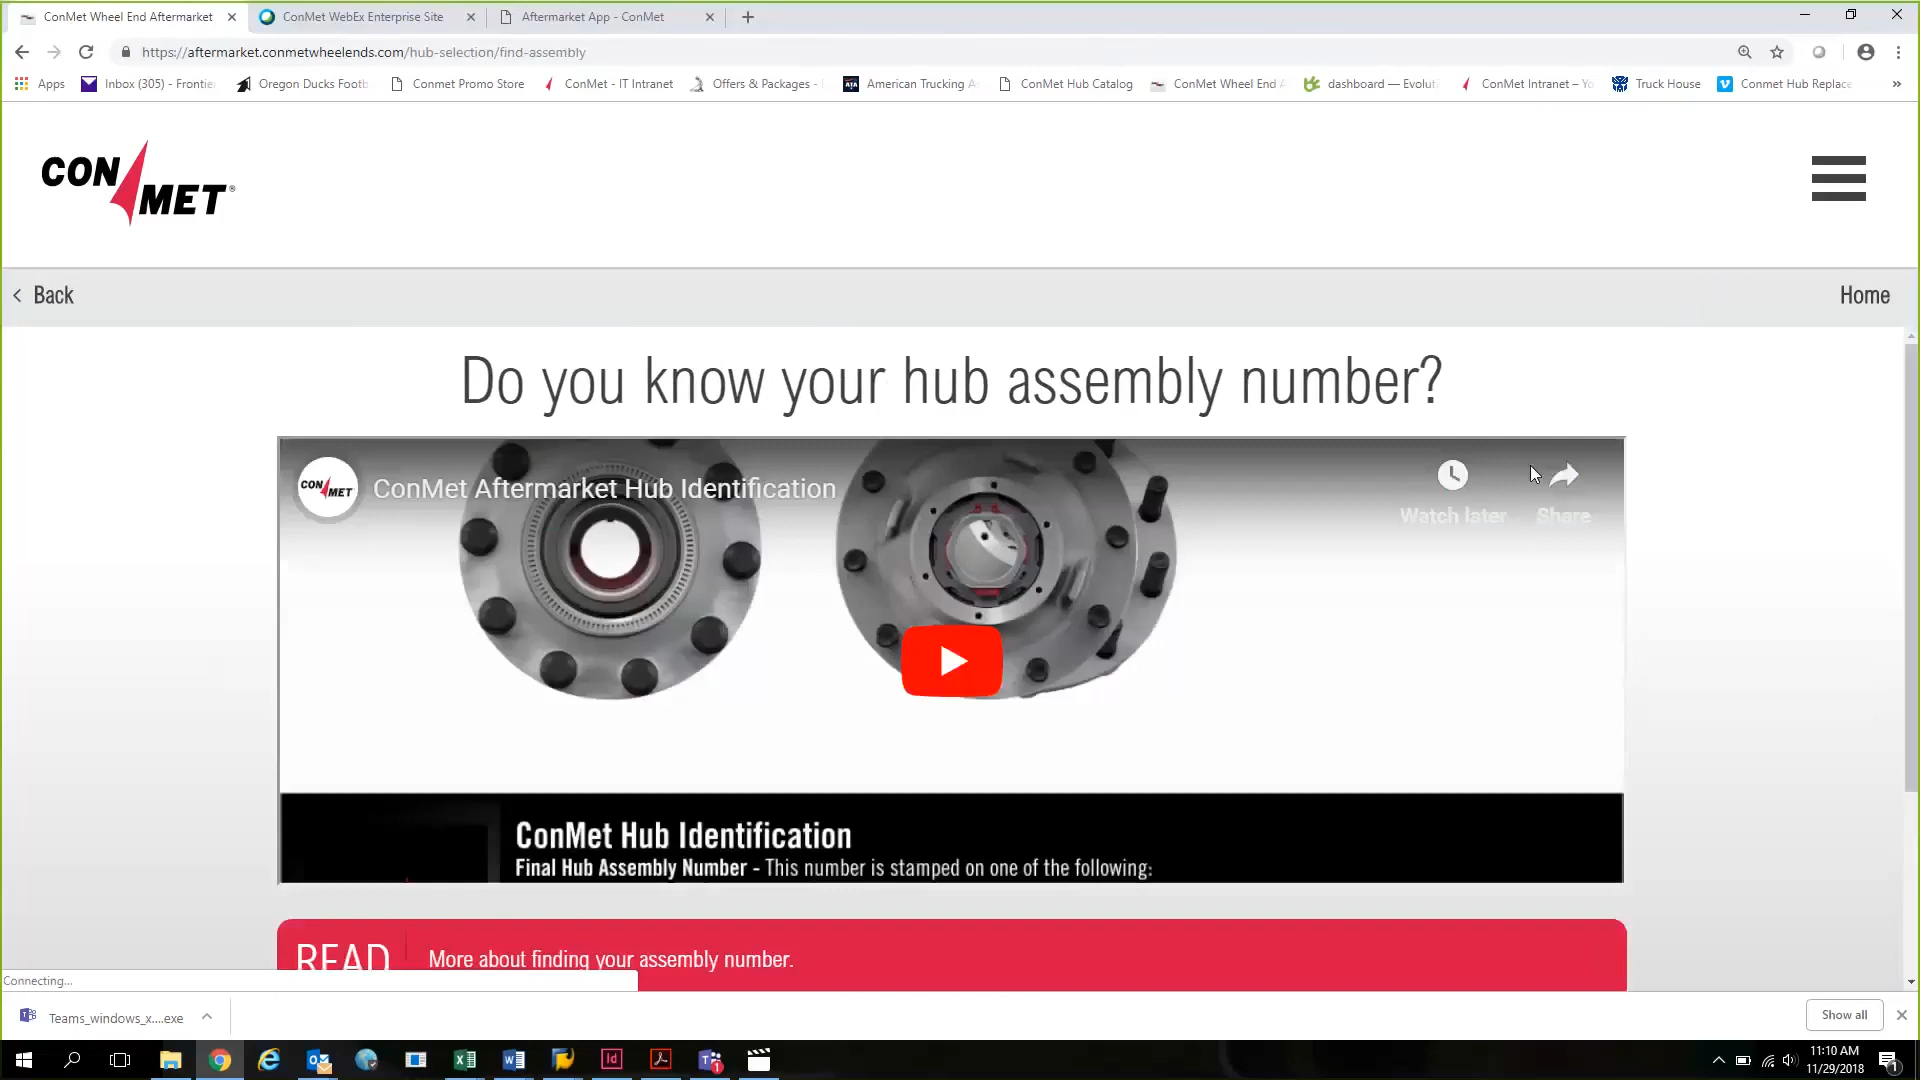 ConMet Wheel End Aftermarket
ConMet WebEx Enterprise Site
Aftermarket App - ConMet
https://aftermarket.conmetwheelends.com/hub-selection/find-assembly
Apps
Inbox (305) - Frontie
Oregon Ducks Footb
Conmet Promo Store
ConMet - IT Intranet
Offers & Packages -
American Trucking A
ConMet Hub Catalog
ConMet Wheel End A
dashboard — Evolut
ConMet Intranet – Yo
Truck House
Conmet Hub Replace
»
CON MET®
< Back
Home
Do you know your hub assembly number?
CON MET
ConMet Aftermarket Hub Identification
Watch later
Share
ConMet Hub Identification
Final Hub Assembly Number - This number is stamped on one of the following:
READ
More about finding your assembly number.
Connecting...
Teams_windows_x....exe
Show all
11:10 AM
11/29/2018